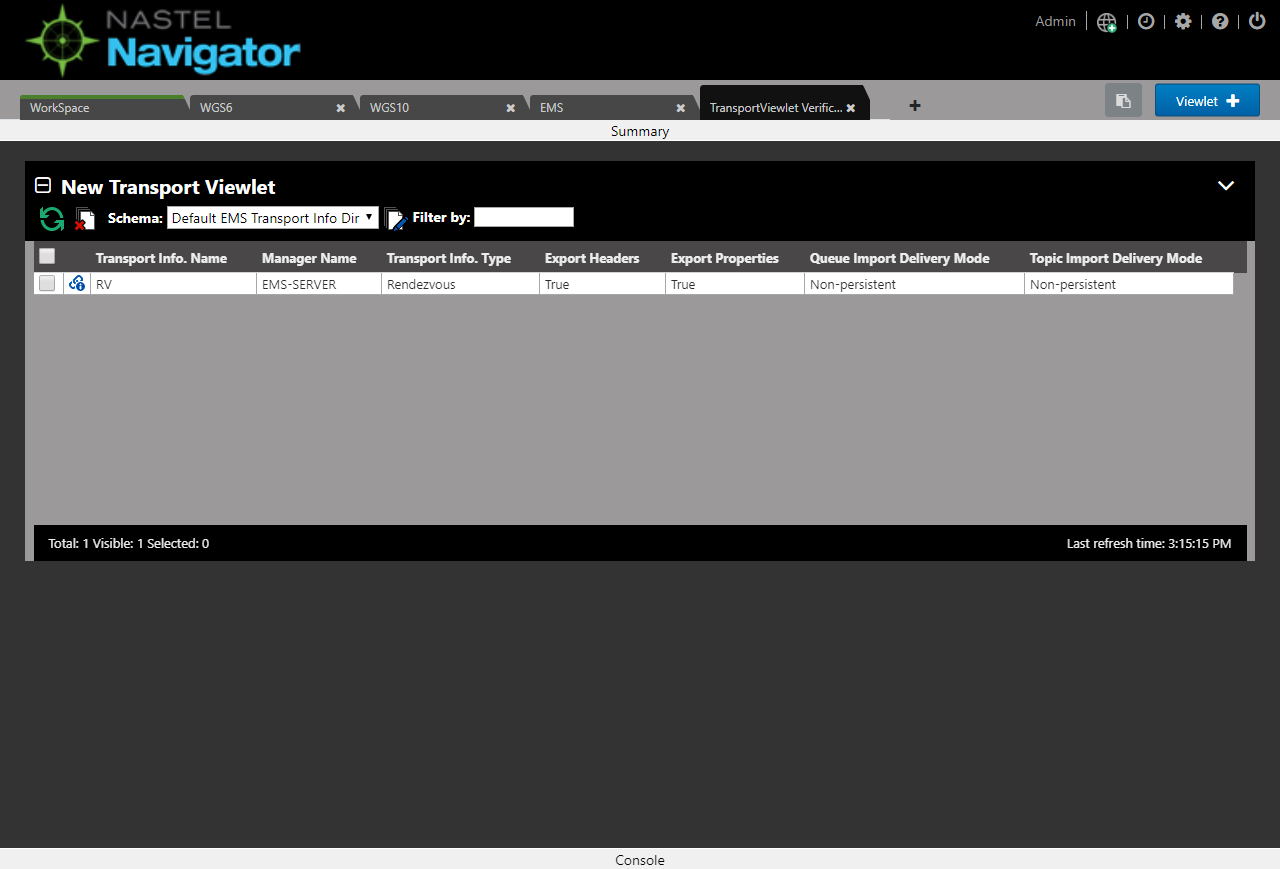 NASTEL
Navigator
Admin
WorkSpace WGS6 WGS10 EMS TransportViewlet Verific... Viewlet
Summary
New Transport Viewlet
Schema: Default EMS Transport Info Dir Filter by:
Transport Info. Name Manager Name Transport Info. Type Export Headers Export Properties Queue Import Delivery Mode Topic Import Delivery Mode
RV EMS-SERVER Rendezvous True True Non-persistent Non-persistent
Total: 1 Visible: 1 Selected: 0 Last refresh time: 3:15:15 PM
Console